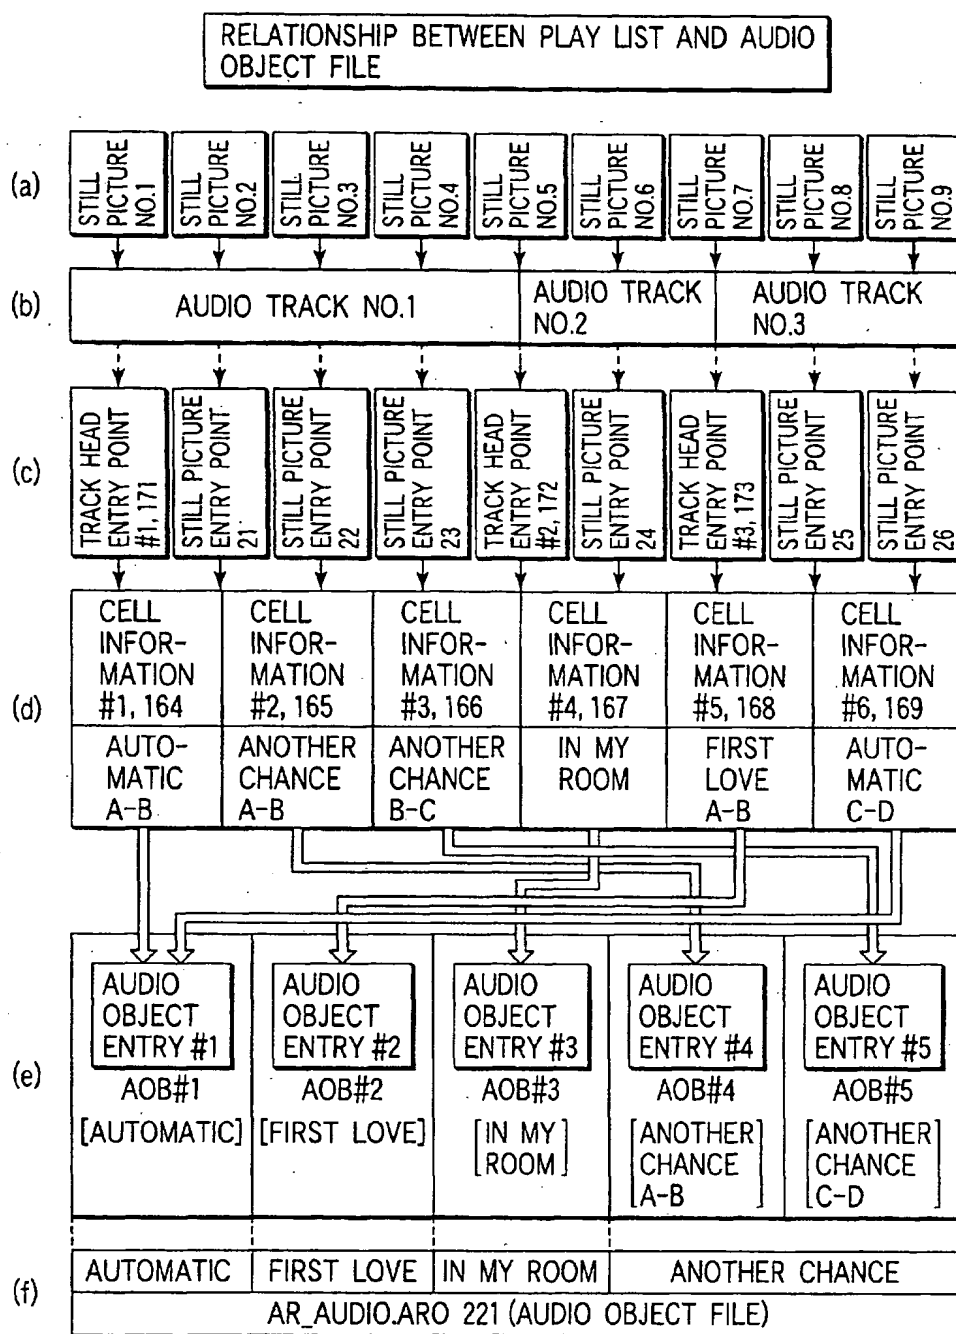 RELATIONSHIP BETWEEN PLAY LIST AND AUDIO
OBJECT FILE
(a)
STILL
PICTURE
NO.1
STILL
PICTURE
NO.2
STILL
PICTURE
NO.3
STILL
PICTURE
NO.4
STILL
PICTURE
NO.5
STILL
PICTURE
NO.6
STILL
PICTURE
NO.7
STILL
PICTURE
NO.8
STILL
PICTURE
NO.9
(b)
AUDIO TRACK NO.1
AUDIO TRACK
NO.2
AUDIO TRACK
NO.3
(c)
TRACK HEAD
ENTRY POINT
#1, 171
STILL PICTURE
ENTRY POINT
21
STILL PICTURE
ENTRY POINT
22
STILL PICTURE
ENTRY POINT
23
TRACK HEAD
ENTRY POINT
#2, 172
STILL PICTURE
ENTRY POINT
24
TRACK HEAD
ENTRY POINT
#3, 173
STILL PICTURE
ENTRY POINT
25
STILL PICTURE
ENTRY POINT
26
(d)
CELL
INFOR-
MATION
#1, 164
CELL
INFOR-
MATION
#2, 165
CELL
INFOR-
MATION
#3, 166
CELL
INFOR-
MATION
#4, 167
CELL
INFOR-
MATION
#5, 168
CELL
INFOR-
MATION
#6, 169
AUTO-
MATIC
A-B
ANOTHER
CHANCE
A-B
ANOTHER
CHANCE
B-C
IN MY
ROOM
FIRST
LOVE
A-B
AUTO-
MATIC
C-D
(e)
AUDIO
OBJECT
ENTRY #1
AOB#1
[AUTOMATIC]
AUDIO
OBJECT
ENTRY #2
AOB#2
[FIRST LOVE]
AUDIO
OBJECT
ENTRY #3
AOB#3
[IN MY
ROOM]
AUDIO
OBJECT
ENTRY #4
AOB#4
[ANOTHER
CHANCE
A-B]
AUDIO
OBJECT
ENTRY #5
AOB#5
[ANOTHER
CHANCE
C-D]
(f)
AUTOMATIC
FIRST LOVE
IN MY ROOM
ANOTHER CHANCE
AR_AUDIO.ARO 221 (AUDIO OBJECT FILE)